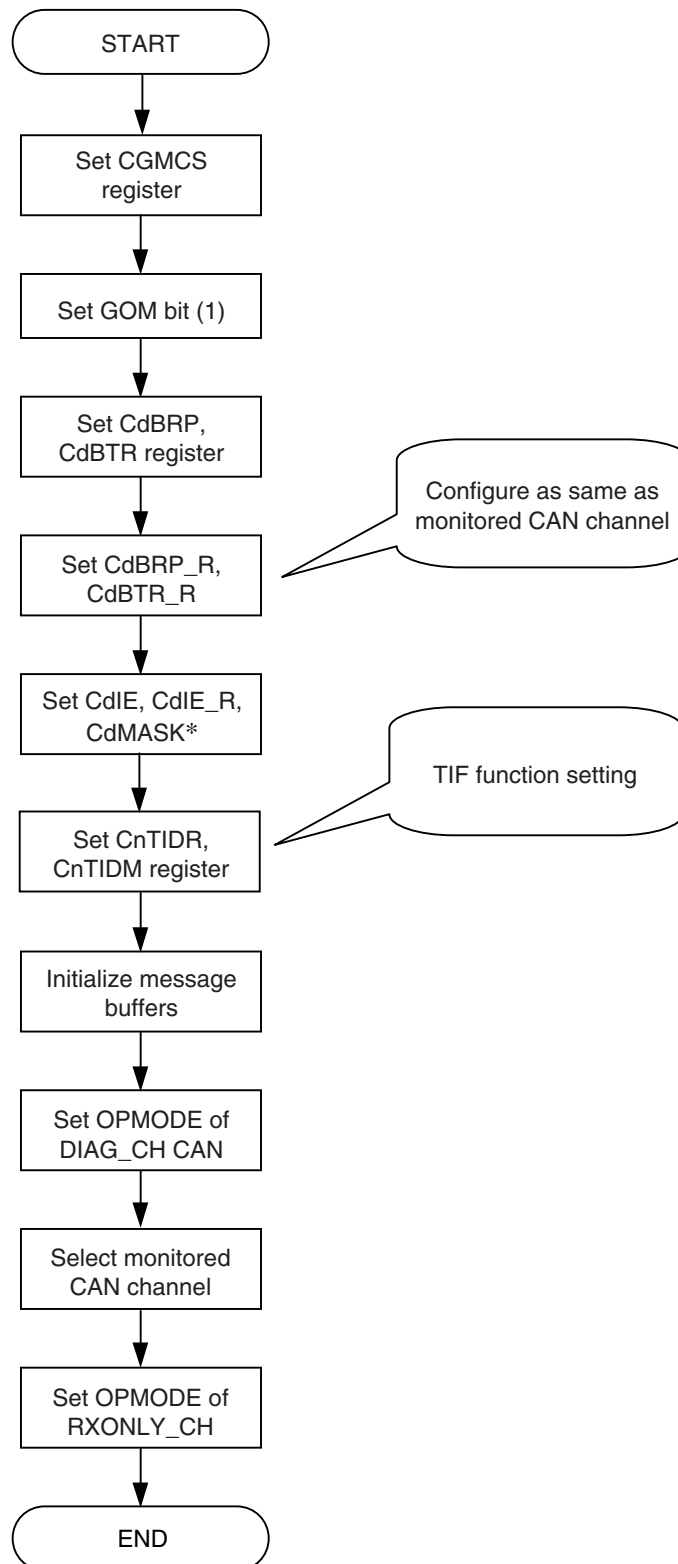 START
Set CGMCS
register
Set GOM bit (1)
Set CdBRP,
CdBTR register
Configure as same as
monitored CAN channel
Set CdBRP_R,
CdBTR_R
Set CdIE, CdIE_R,
CdMASK*
TIF function setting
Set CnTIDR,
CnTIDM register
Initialize message
buffers
Set OPMODE of
DIAG_CH CAN
Select monitored
CAN channel
Set OPMODE of
RXONLY_CH
END